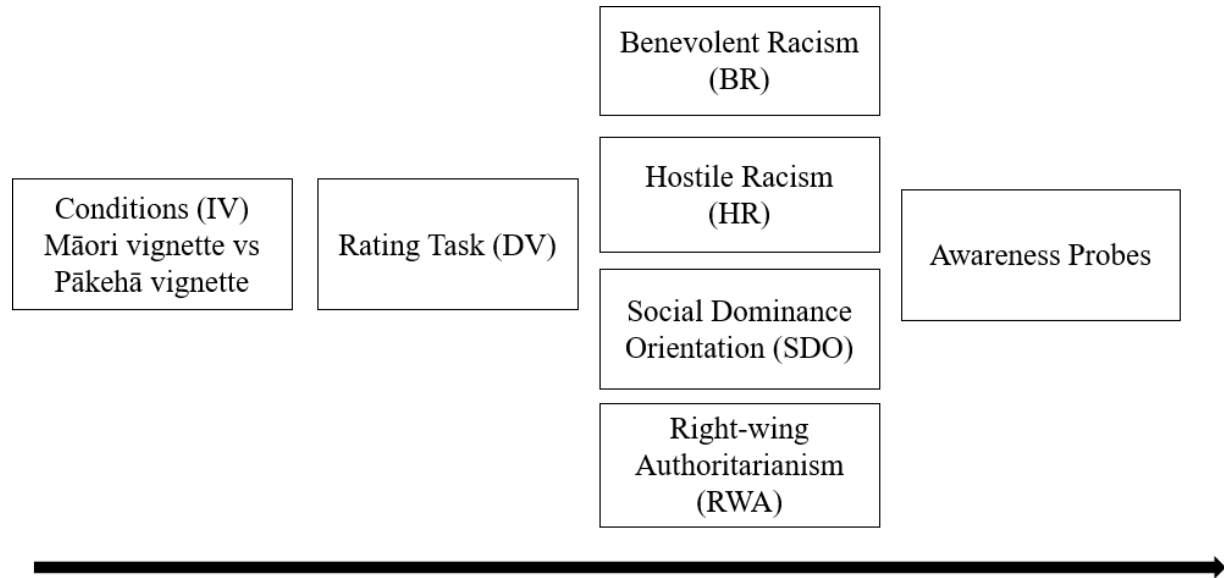 Conditions (IV)
Māori vignette vs
Pākehā vignette
Rating Task (DV)
Benevolent Racism
(BR)
Hostile Racism
(HR)
Social Dominance
Orientation (SDO)
Right-wing
Authoritarianism
(RWA)
Awareness Probes